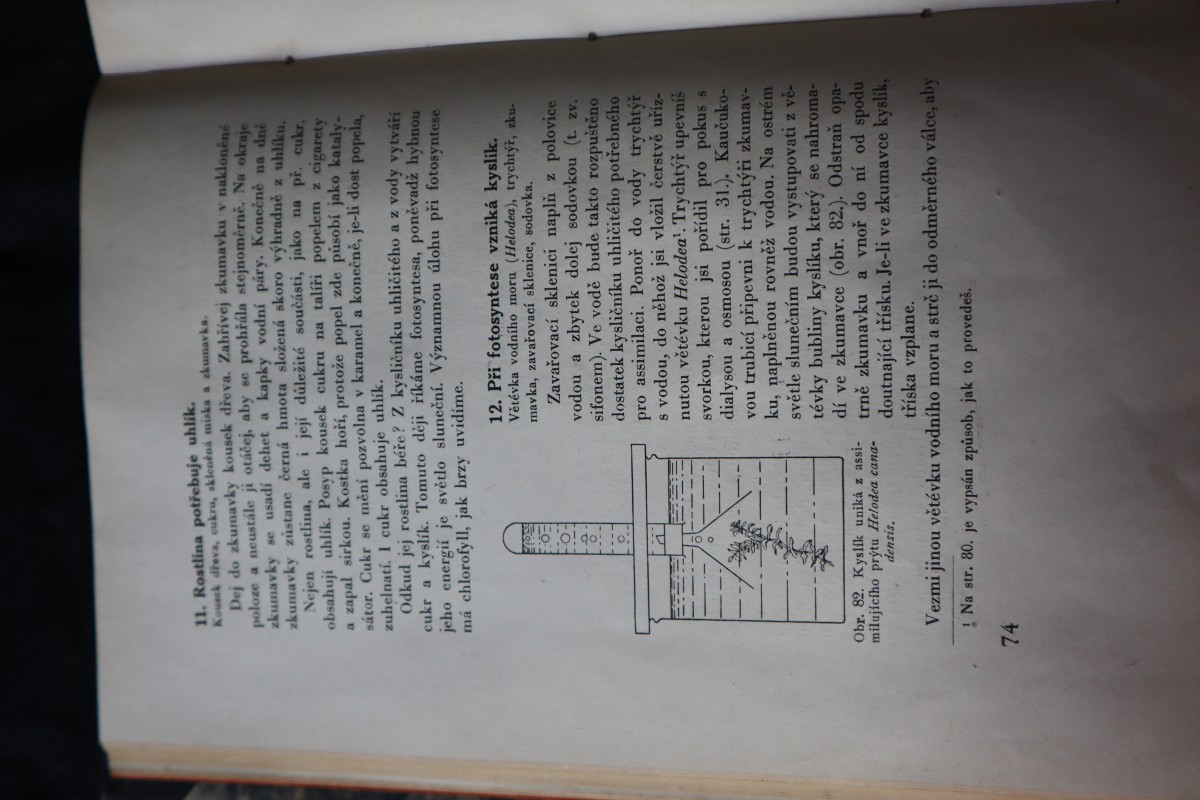 11. Rostlina potřebuje uhlík.
Kousek dřeva, cukru, skleněná miska a zkumavka.
Dej do zkumavky kousek dřeva. Zahřívej zkumavku v nakloněné
poloze a neustále jí otáčej, aby se prohřála stejnoměrně. Na okraje
zkumavky se usadí dehet a kapky vodní páry. Konečně na dně
zkumavky zůstane černá hmota složená skoro výhradně z uhlíku.
Nejen rostlina, ale i její důležité součásti, jako na př. cukr,
obsahují uhlík. Posyp kousek cukru na talíři popelem z cigarety
a zapal sirkou. Kostka hoří, protože popel zde působí jako kataly-
sátor. Cukr se mění pozvolna v karamel a konečně, je-li dost popela,
zuhelnatí. I cukr obsahuje uhlík.
Odkud jej rostlina béře? Z kysličníku uhličitého a z vody vytváří
cukr a kyslík. Tomuto ději říkáme fotosyntesa, poněvadž hybnou
jeho energií je světlo sluneční. Významnou úlohu při fotosyntese
má chlorofyll, jak brzy uvidíme.
12. Při fotosyntese vzniká kyslík.
Větévka vodního moru (Helodea), trychtýř, zku-
mavka, zavařovací sklenice, sodovka.
Zavařovací sklenici naplň z polovice
vodou a zbytek dolej sodovkou (t. zv.
sifonem). Ve vodě bude takto rozpuštěno
dostatek kysličníku uhličitého potřebného
pro assimilaci. Ponoř do vody trychtýř
s vodou, do něhož jsi vložil čerstvě uříz-
nutou větévku Helodea¹. Trychtýř upevníš
svorkou, kterou jsi pořídil pro pokus s
dialysou a osmosou (str. 31.). Kaučuko-
vou trubicí připevni k trychtýři zkumav-
ku, naplněnou rovněž vodou. Na ostrém
světle slunečním budou vystupovati z vě-
tévky bubliny kyslíku, který se nahroma-
dí ve zkumavce (obr. 82.). Odstraň opa-
trně zkumavku a vnoř do ní od spodu
doutnající třísku. Je-li ve zkumavce kyslík,
tříska vzplane.
Obr. 82. Kyslík uniká z assi-
milujícího prýtu Helodea cana-
densis.
Vezmi jinou větévku vodního moru a strč ji do odměrného válce, aby
¹ Na str. 80. je vypsán způsob, jak to provedeš.
74